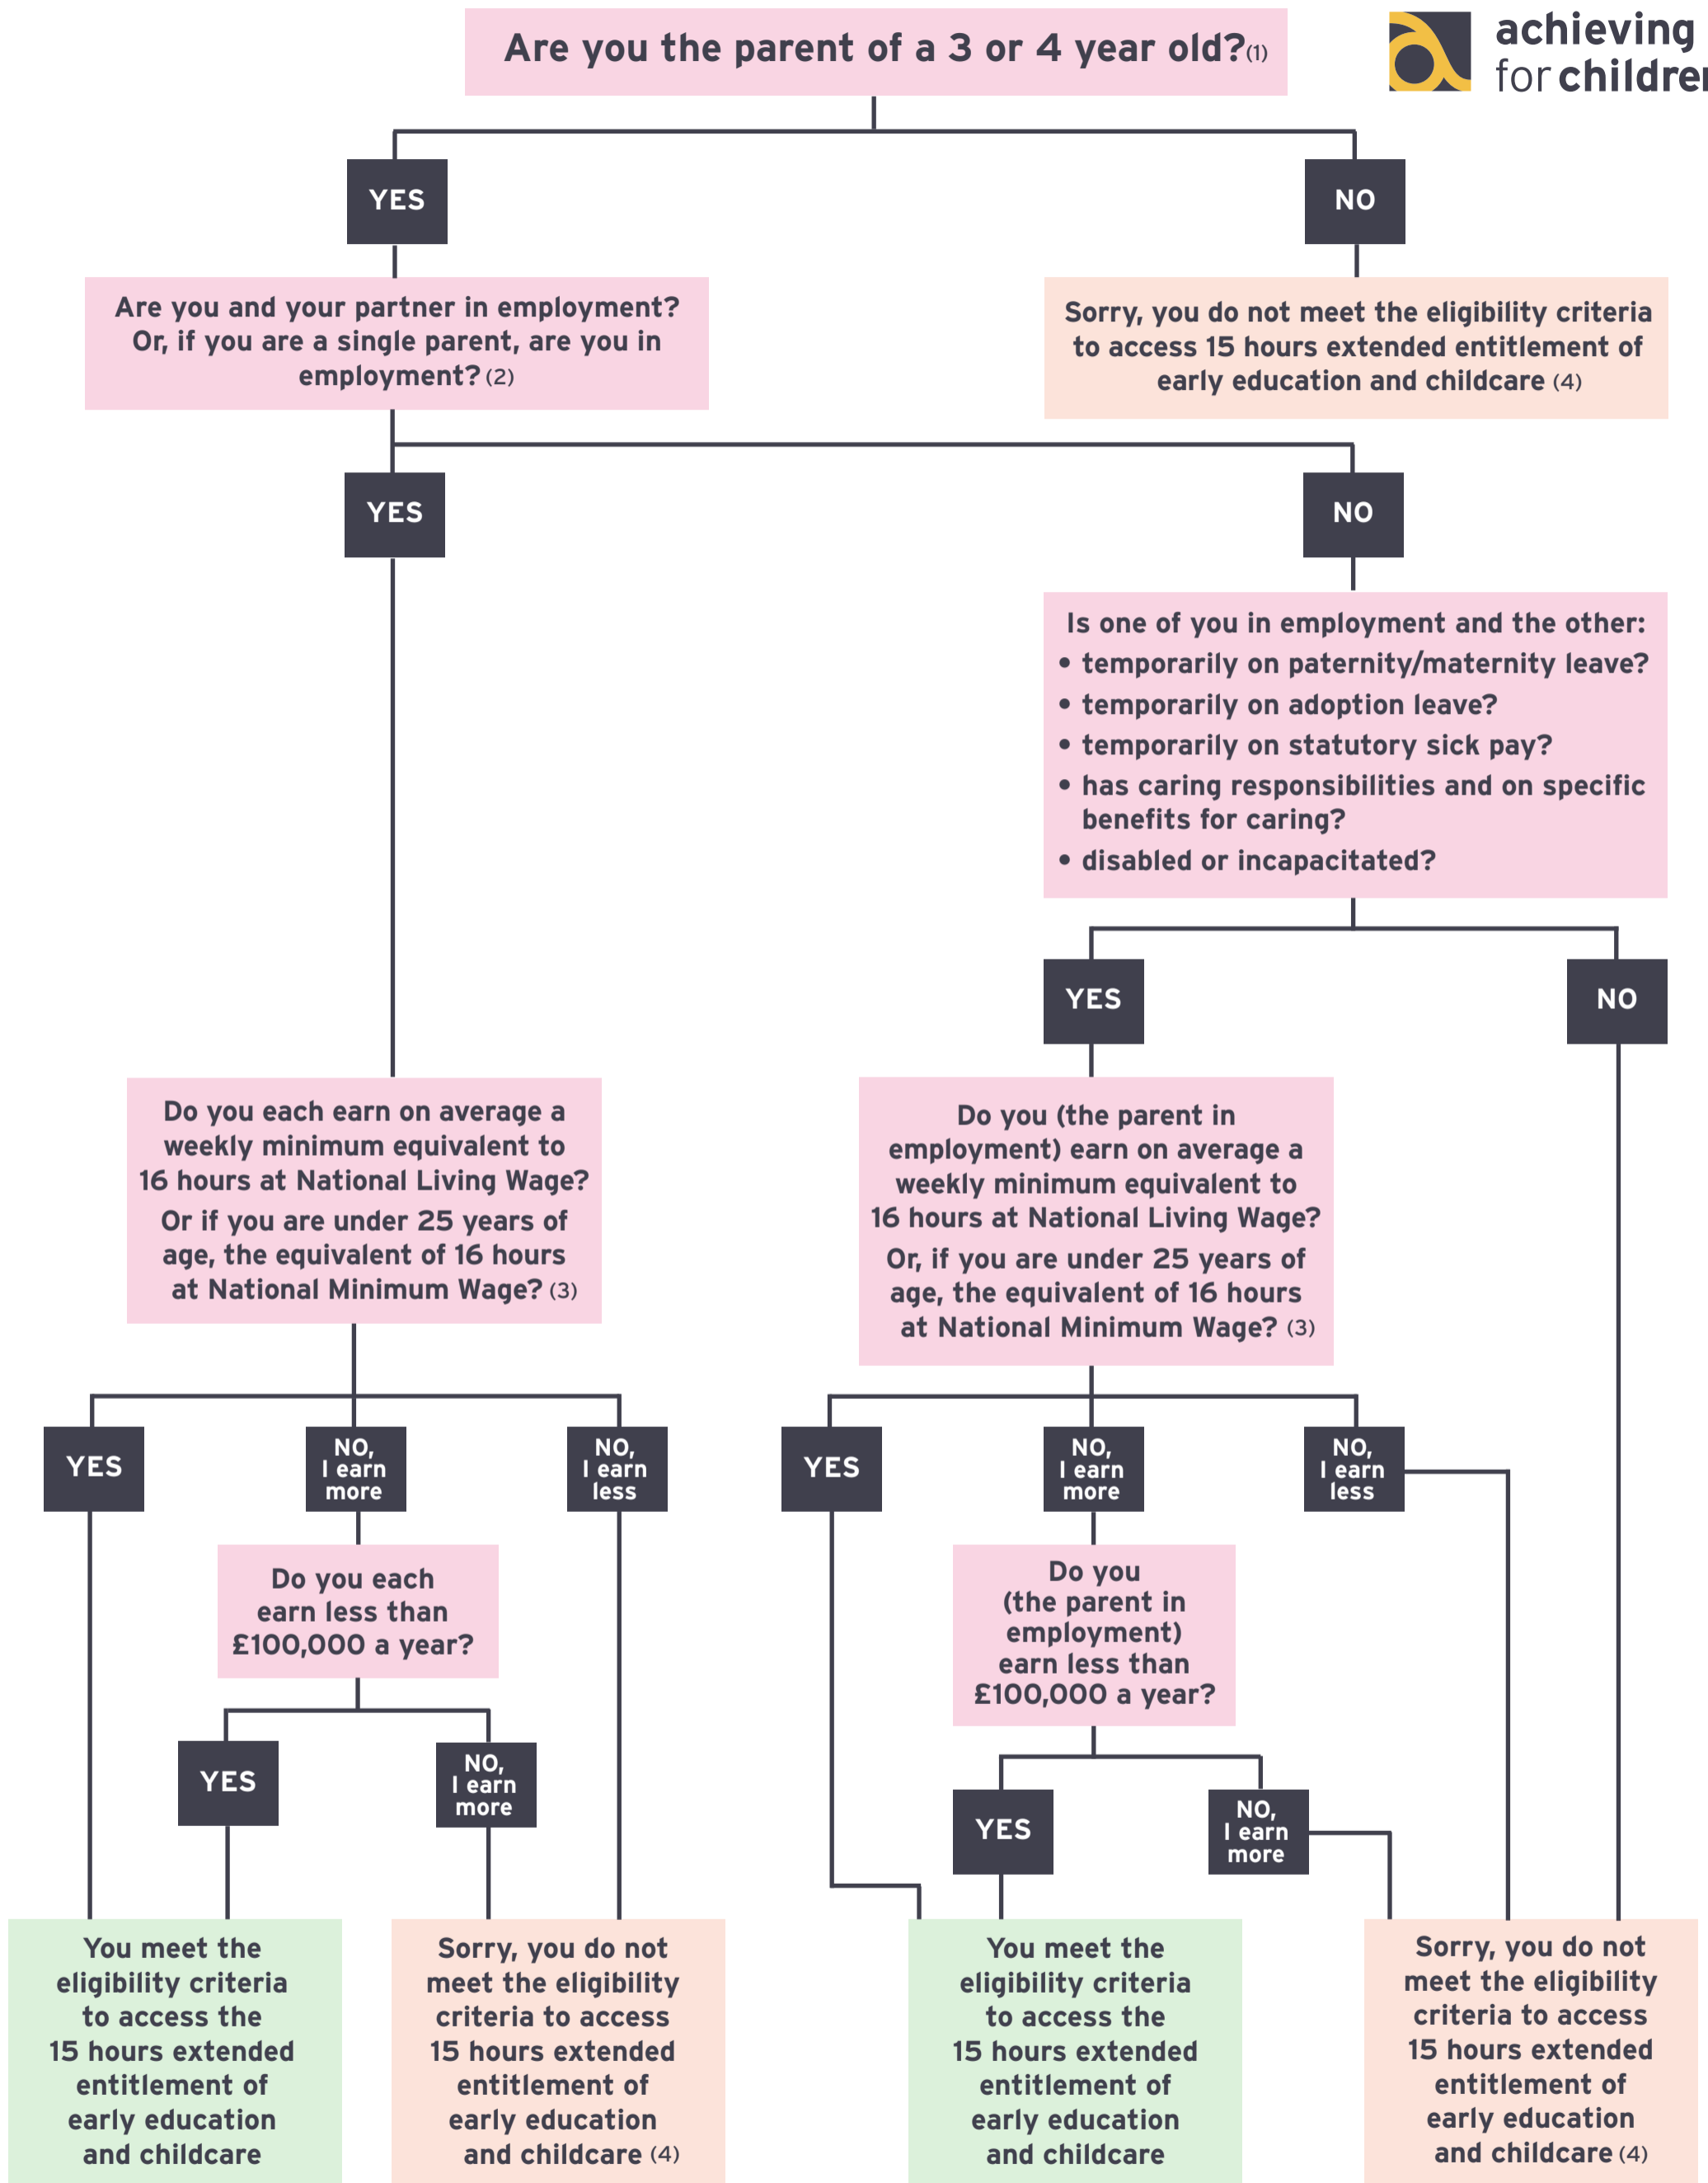 Are you the parent of a 3 or 4 year old?(1)
achieving
for children
YES
NO
Are you and your partner in employment?
Or, if you are a single parent, are you in
employment? (2)
Sorry, you do not meet the eligibility criteria
to access 15 hours extended entitlement of
early education and childcare (4)
YES
NO
Is one of you in employment and the other:
• temporarily on paternity/maternity leave?
• temporarily on adoption leave?
• temporarily on statutory sick pay?
• has caring responsibilities and on specific
benefits for caring?
• disabled or incapacitated?
YES
NO
Do you each earn on average a
weekly minimum equivalent to
16 hours at National Living Wage?
Or if you are under 25 years of
age, the equivalent of 16 hours
at National Minimum Wage? (3)
Do you (the parent in
employment) earn on average a
weekly minimum equivalent to
16 hours at National Living Wage?
Or, if you are under 25 years of
age, the equivalent of 16 hours
at National Minimum Wage? (3)
YES
NO,
I earn
more
NO,
I earn
less
YES
NO,
I earn
more
NO,
I earn
less
Do you each
earn less than
£100,000 a year?
Do you
(the parent in
employment)
earn less than
£100,000 a year?
YES
NO,
I earn
more
YES
NO,
I earn
more
You meet the
eligibility criteria
to access the
15 hours extended
entitlement of
early education
and childcare
Sorry, you do not
meet the eligibility
criteria to access
15 hours extended
entitlement of
early education
and childcare (4)
You meet the
eligibility criteria
to access the
15 hours extended
entitlement of
early education
and childcare
Sorry, you do not
meet the eligibility
criteria to access
15 hours extended
entitlement of
early education
and childcare (4)